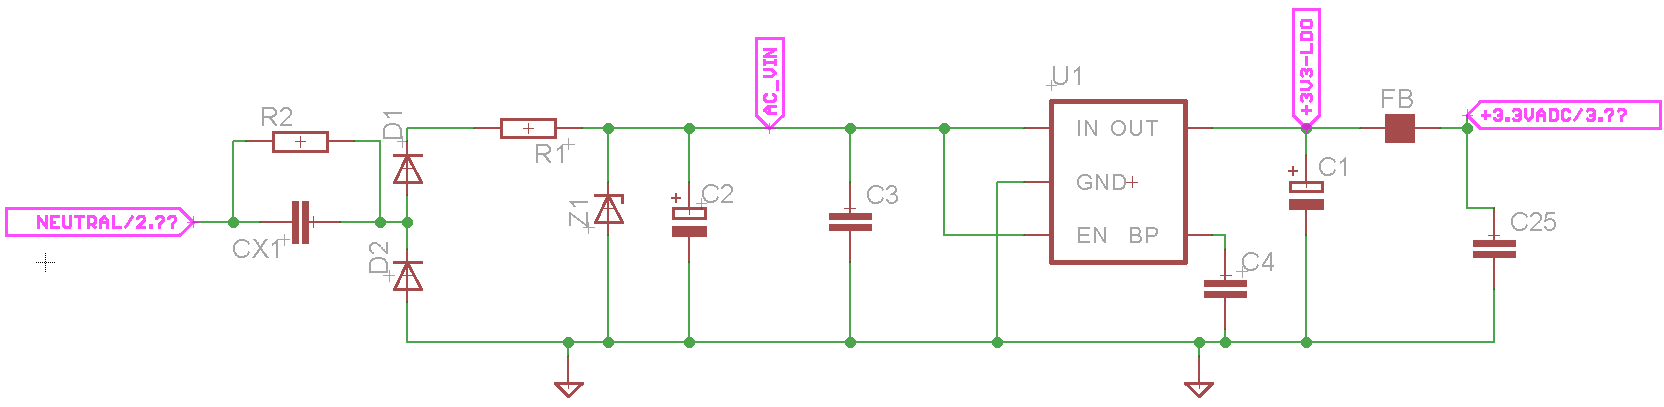 R2
NEUTRAL/2.??
CX1
D1
D2
R1
Z1
C2
AC_VIN
C3
U1
IN OUT
GND
EN BP
C4
+3V3-LDO
C1
FB
+3.3VADC/3.??
C25